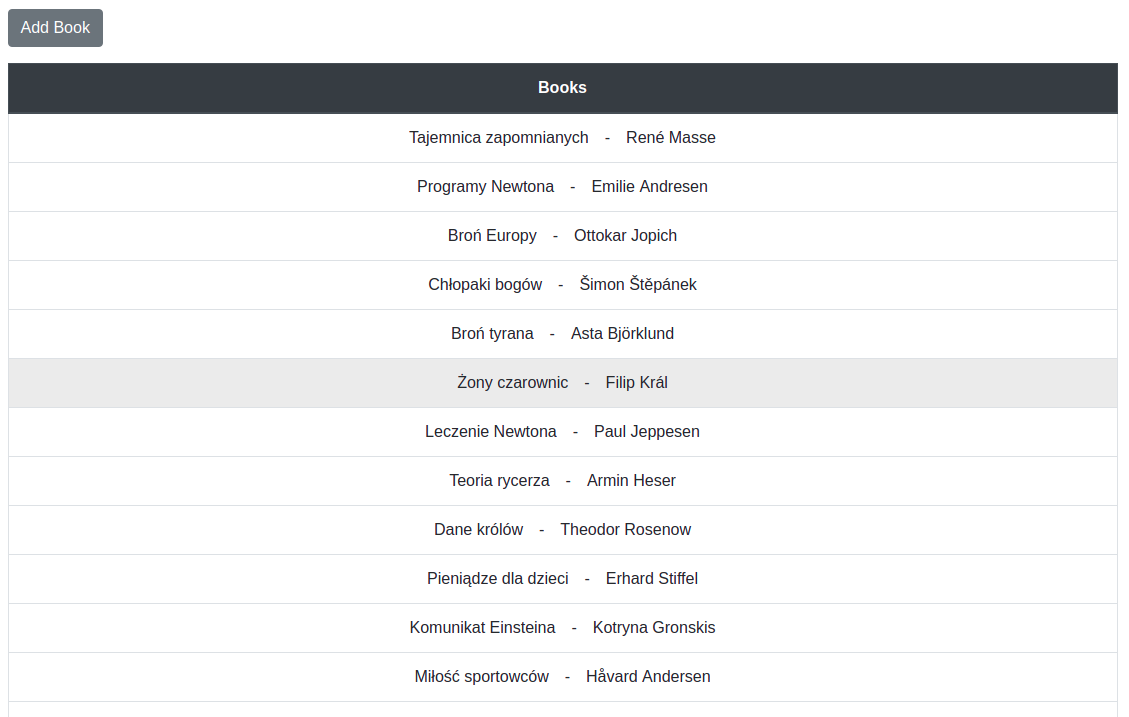 Add Book
Books
Tajemnica zapomnianych - René Masse
Programy Newtona - Emilie Andresen
Broń Europy - Ottokar Jopich
Chłopaki bogów - Šimon Štěpánek
Broń tyrana - Asta Björklund
Żony czarownic - Filip Král
Leczenie Newtona - Paul Jeppesen
Teoria rycerza - Armin Heser
Dane królów - Theodor Rosenow
Pieniądze dla dzieci - Erhard Stiffel
Komunikat Einsteina - Kotryna Gronskis
Miłość sportowców - Håvard Andersen